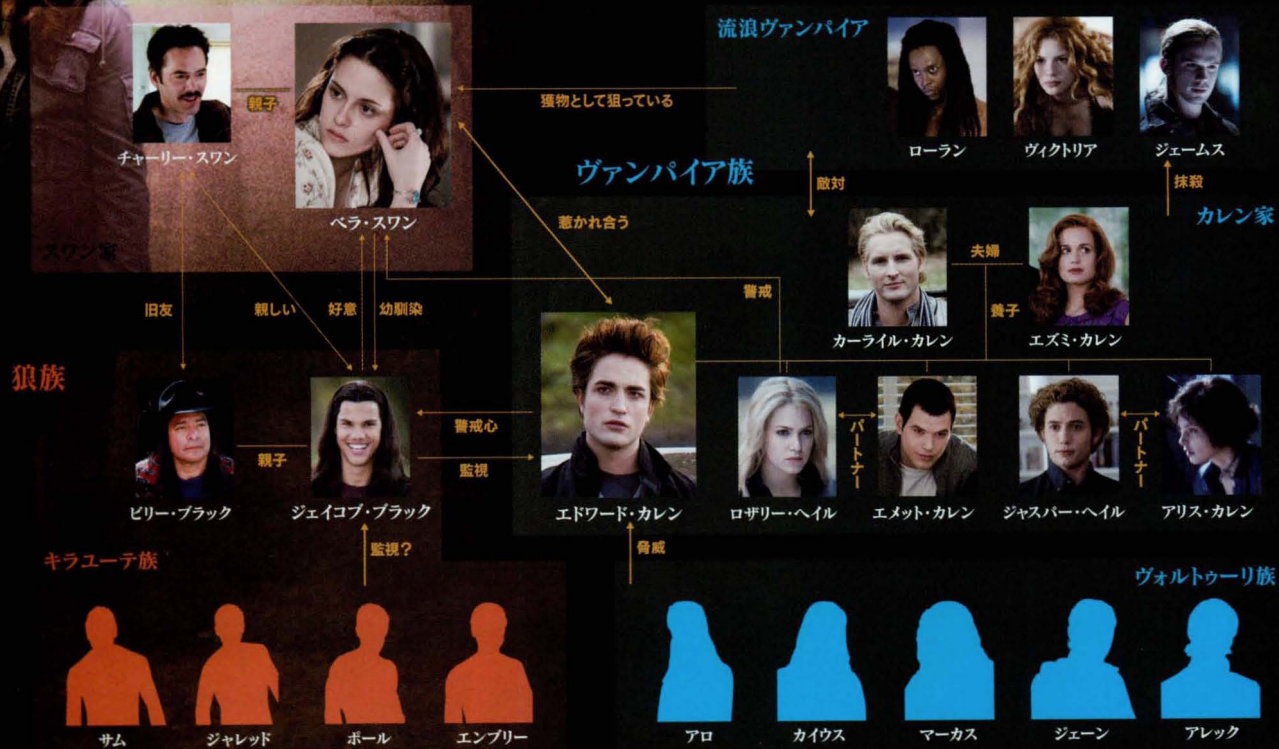 流浪ヴァンパイア
ローラン
ヴィクトリア
ジェームス
チャーリー・スワン
親子
ベラ・スワン
スワン家
獲物として狙っている
ヴァンパイア族
敵対
抹殺
カレン家
惹かれ合う
カーライル・カレン
夫婦
エズミ・カレン
養子
警戒
旧友
親しい
好意
幼馴染
狼族
ビリー・ブラック
親子
ジェイコブ・ブラック
警戒心
監視
エドワード・カレン
ロザリー・ヘイル
パートナー
エメット・カレン
ジャスパー・ヘイル
パートナー
アリス・カレン
監視?
脅威
キラユーテ族
サム
ジャレッド
ポール
エンブリー
ヴォルトゥーリ族
アロ
カイウス
マーカス
ジェーン
アレック